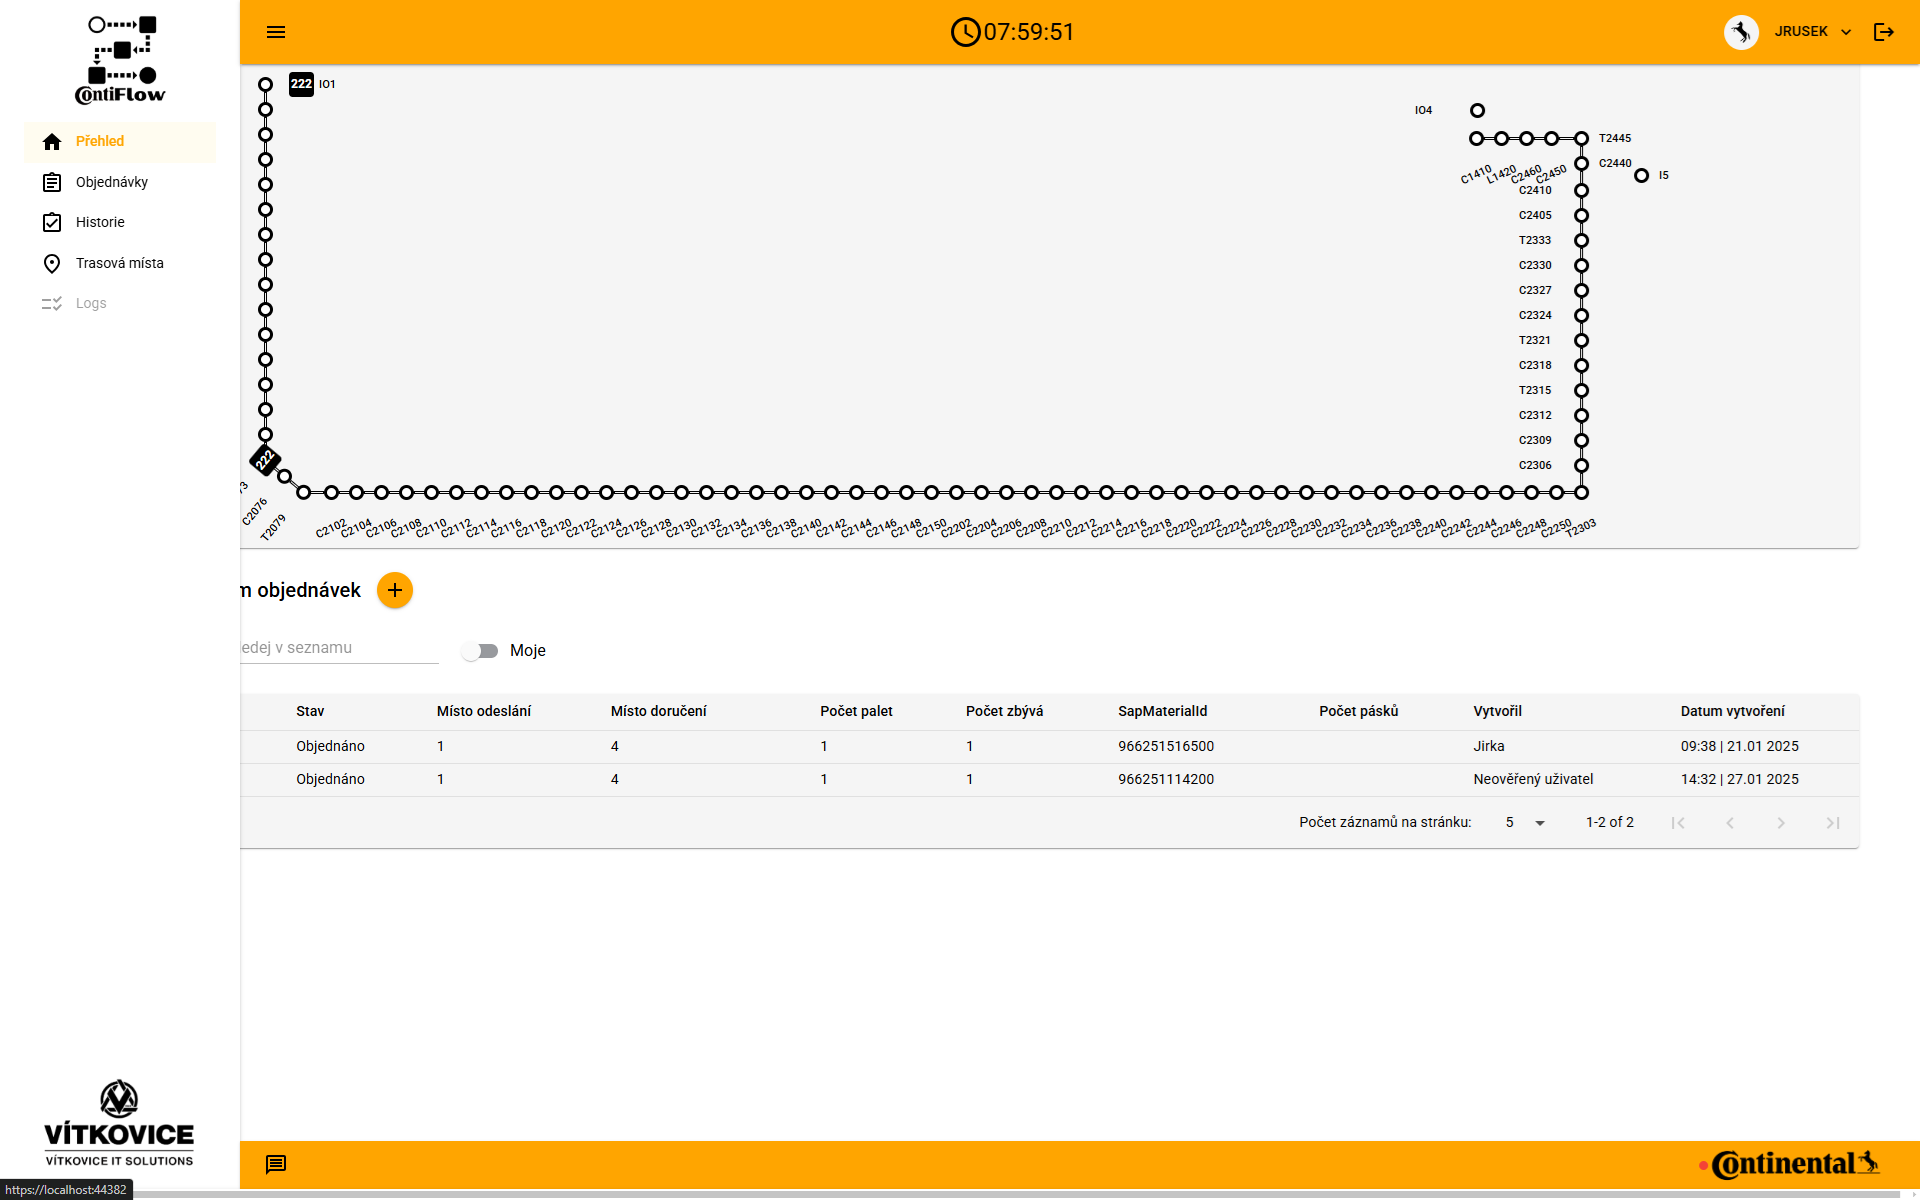 ContiFlow
Přehled
Objednávky
Historie
Trasová místa
Logs
07:59:51
JRUSEK
222 IO1
IO4
T2445
C2440
I5
C1410
L1420
C2460
C2450
C2410
C2405
T2333
C2330
C2327
C2324
T2321
C2318
T2315
C2312
C2309
C2306
222
73
C2076
T2079
C2102
C2104
C2106
C2108
C2110
C2112
C2114
C2116
C2118
C2120
C2122
C2124
C2126
C2128
C2130
C2132
C2134
C2136
C2138
C2140
C2142
C2144
C2146
C2148
C2150
C2202
C2204
C2206
C2208
C2210
C2212
C2214
C2216
C2218
C2220
C2222
C2224
C2226
C2228
C2230
C2232
C2234
C2236
C2238
C2240
C2242
C2244
C2246
C2248
C2250
T2303
m objednávek
ledej v seznamu
Moje
Stav Místo odeslání Místo doručení Počet palet Počet zbývá SapMaterialId Počet pásků Vytvořil Datum vytvoření
Objednáno 1 4 1 1 966251516500 Jirka 09:38 | 21.01 2025
Objednáno 1 4 1 1 966251114200 Neověřený uživatel 14:32 | 27.01 2025
Počet záznamů na stránku: 5 1-2 of 2
VÍTKOVICE
VÍTKOVICE IT SOLUTIONS
Continental
https://localhost:44382